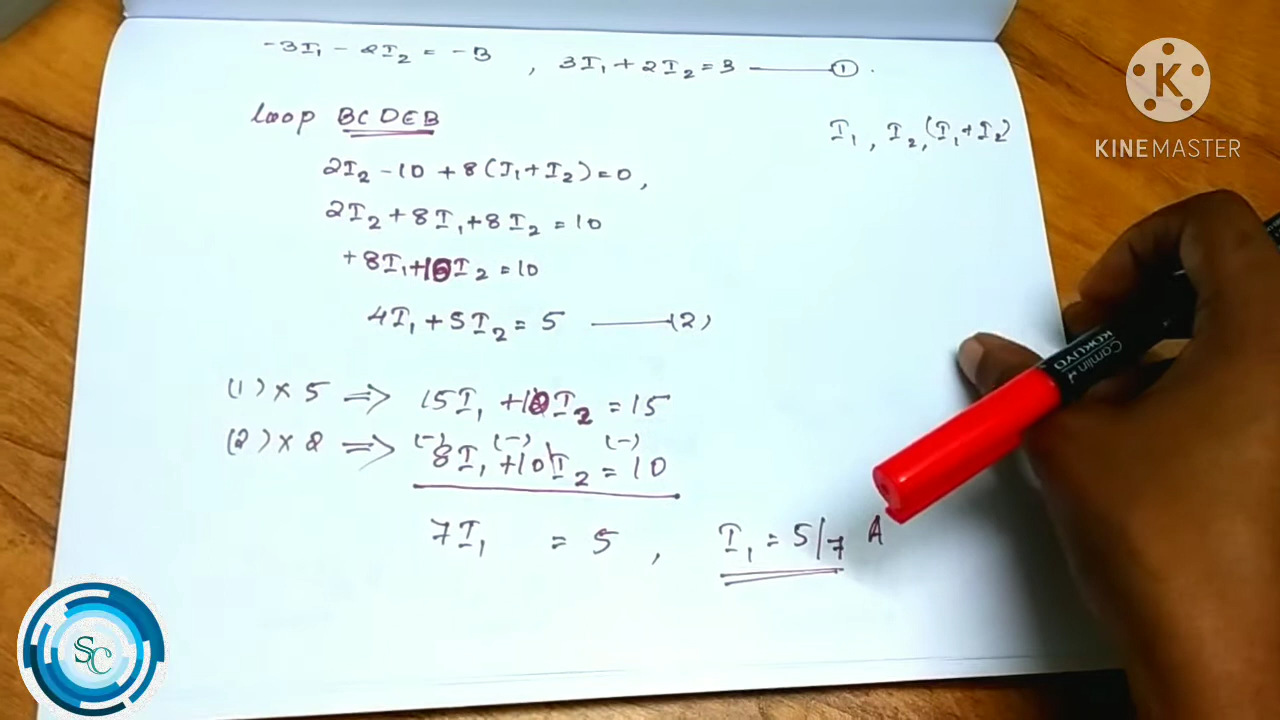 -3I₁ - 2I₂ = -3 , 3I₁ + 2I₂ = 3 —— ① .
Loop BCDEB
I₁ , I₂, (I₁+I₂)
2I₂ - 10 + 8(I₁+I₂) = 0,
2I₂ + 8I₁ + 8I₂ = 10
+8I₁+10I₂ = 10
4I₁ + 5I₂ = 5 —— (2)
(1) × 5 ⇒ 15I₁ +10I₂ = 15
(2) × 2 ⇒ 8I₁ +10I₂ = 10
(-) (-) (-)
7I₁ = 5 , I₁ = 5/7 A
K
KINEMASTER
SC
Camlin
KOKUYO